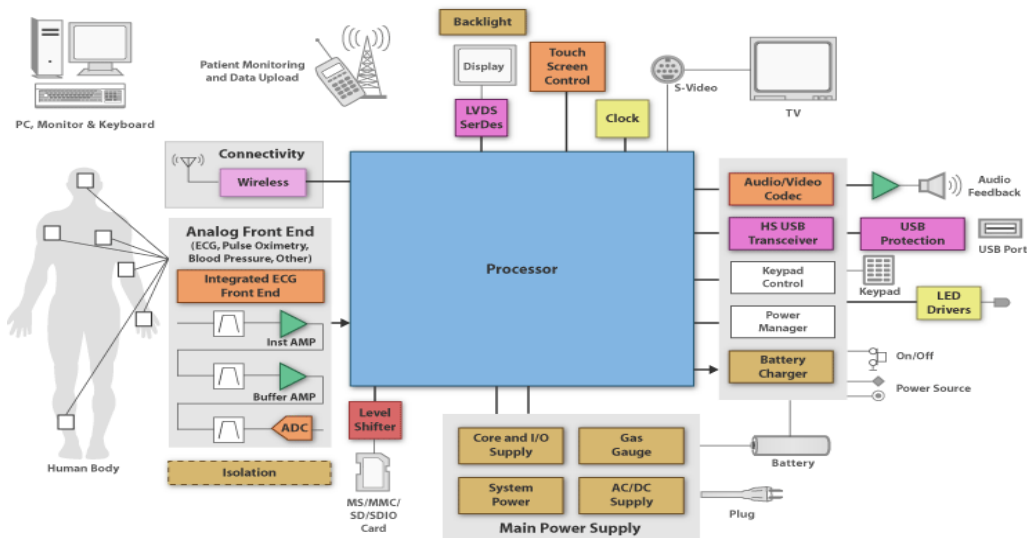 Backlight
Display
Touch
Screen
Control
LVDS
SerDes
Clock
S-Video
TV
Patient Monitoring
and Data Upload
PC, Monitor & Keyboard
Connectivity
Wireless
Analog Front End
(ECG, Pulse Oximetry,
Blood Pressure, Other)
Integrated ECG
Front End
Inst AMP
Buffer AMP
ADC
Isolation
Human Body
Processor
Audio/Video
Codec
Audio
Feedback
HS USB
Transceiver
USB
Protection
USB Port
Keypad
Control
Keypad
LED
Drivers
Power
Manager
Battery
Charger
On/Off
Power Source
Level
Shifter
MS/MMC/
SD/SDIO
Card
Core and I/O
Supply
Gas
Gauge
System
Power
AC/DC
Supply
Main Power Supply
Battery
Plug